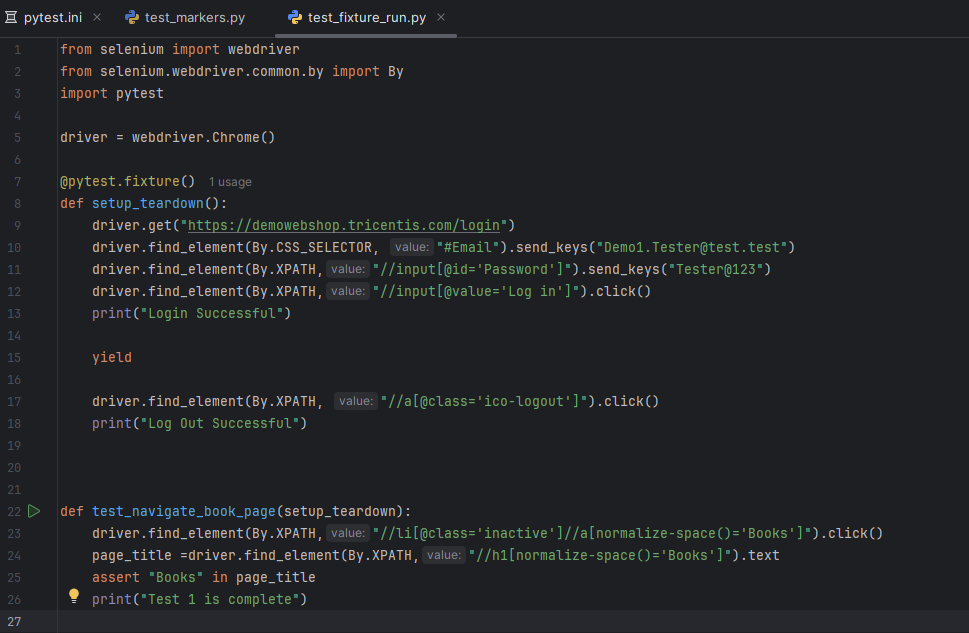 pytest.ini × test_markers.py test_fixture_run.py ×
1 from selenium import webdriver
2 from selenium.webdriver.common.by import By
3 import pytest
4
5 driver = webdriver.Chrome()
6
7 @pytest.fixture() 1 usage
8 def setup_teardown():
9     driver.get("https://demowebshop.tricentis.com/login")
10     driver.find_element(By.CSS_SELECTOR, value: "#Email").send_keys("Demo1.Tester@test.test")
11     driver.find_element(By.XPATH, value: "//input[@id='Password']").send_keys("Tester@123")
12     driver.find_element(By.XPATH, value: "//input[@value='Log in']").click()
13     print("Login Successful")
14
15     yield
16
17     driver.find_element(By.XPATH, value: "//a[@class='ico-logout']").click()
18     print("Log Out Successful")
19
20
21
22 def test_navigate_book_page(setup_teardown):
23     driver.find_element(By.XPATH, value: "//li[@class='inactive']//a[normalize-space()='Books']").click()
24     page_title =driver.find_element(By.XPATH, value: "//h1[normalize-space()='Books']").text
25     assert "Books" in page_title
26     print("Test 1 is complete")
27